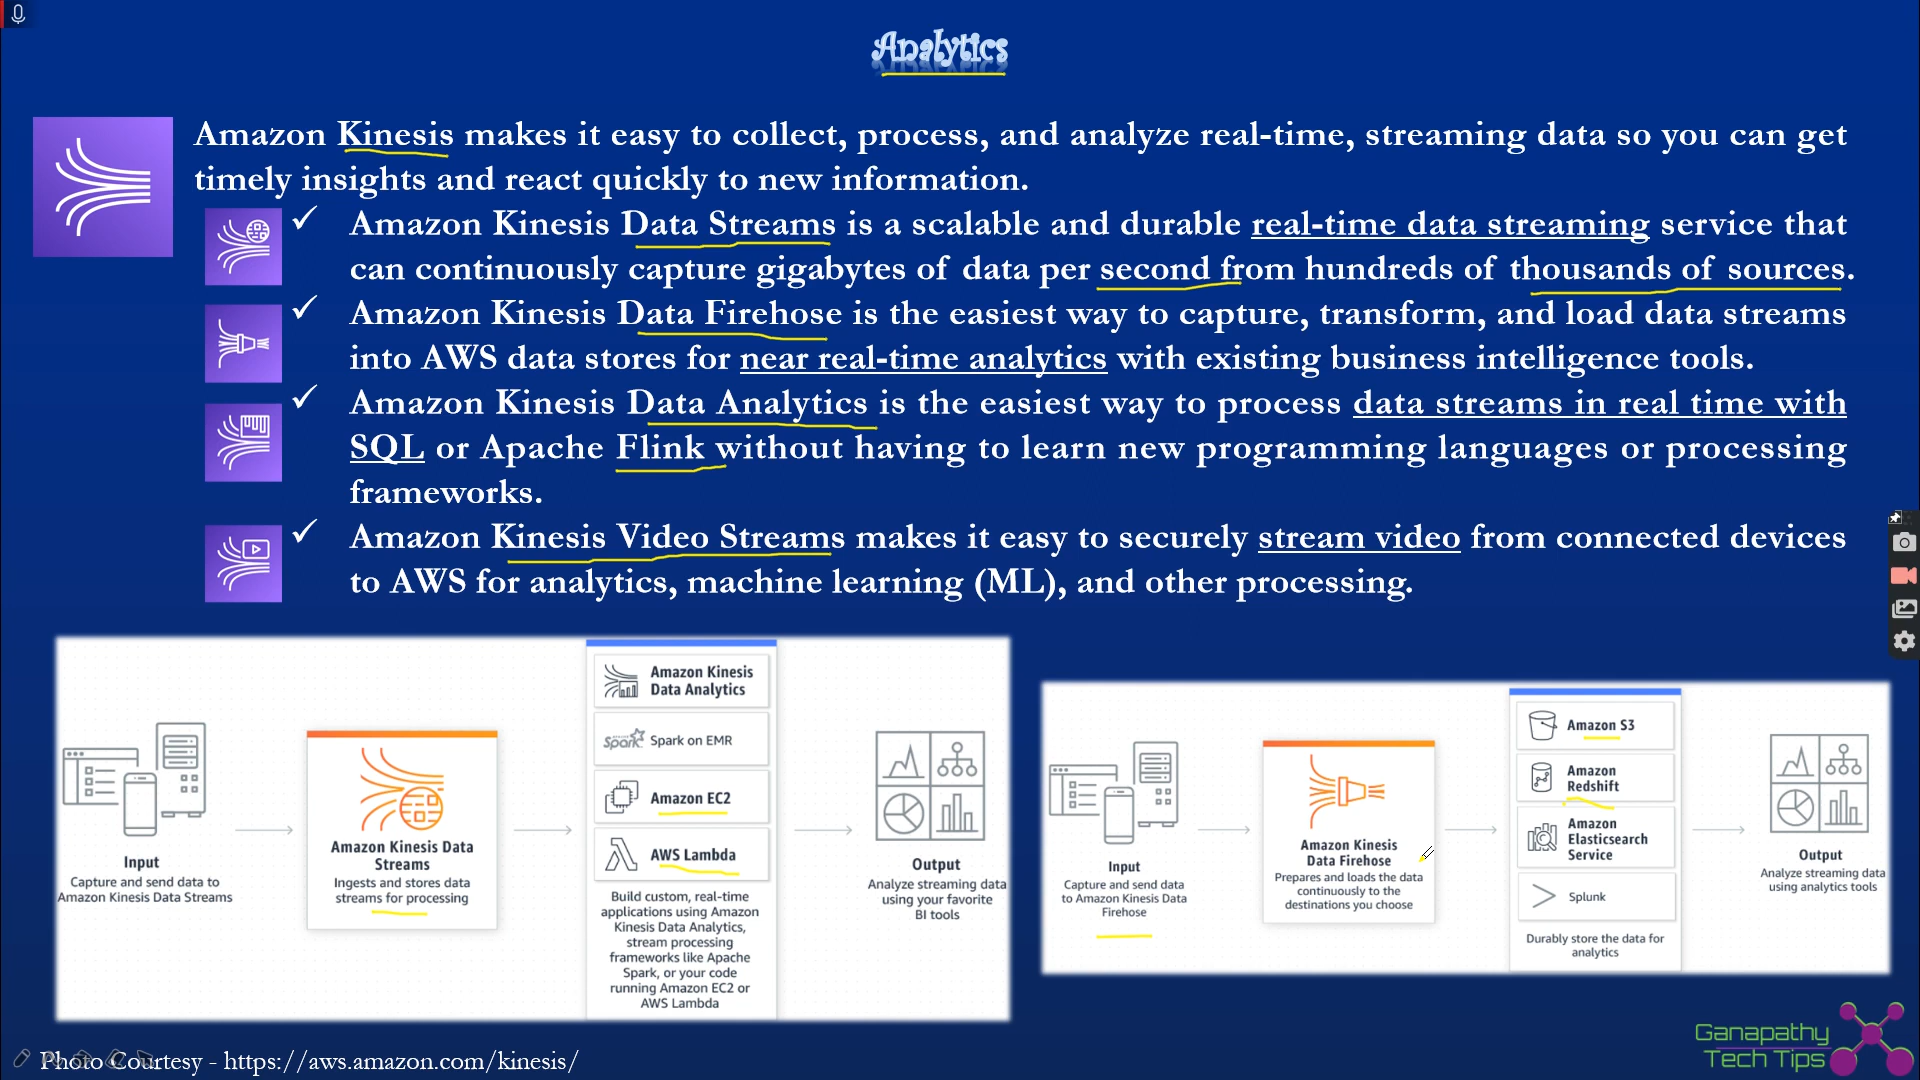 Analytics
Amazon Kinesis makes it easy to collect, process, and analyze real-time, streaming data so you can get
timely insights and react quickly to new information.
✓ Amazon Kinesis Data Streams is a scalable and durable real-time data streaming service that
can continuously capture gigabytes of data per second from hundreds of thousands of sources.
✓ Amazon Kinesis Data Firehose is the easiest way to capture, transform, and load data streams
into AWS data stores for near real-time analytics with existing business intelligence tools.
✓ Amazon Kinesis Data Analytics is the easiest way to process data streams in real time with
SQL or Apache Flink without having to learn new programming languages or processing
frameworks.
✓ Amazon Kinesis Video Streams makes it easy to securely stream video from connected devices
to AWS for analytics, machine learning (ML), and other processing.
Input
Capture and send data to
Amazon Kinesis Data Streams
Amazon Kinesis Data
Streams
Ingests and stores data
streams for processing
Amazon Kinesis
Data Analytics
Spark
Spark on EMR
Amazon EC2
AWS Lambda
Build custom, real-time
applications using Amazon
Kinesis Data Analytics,
stream processing
frameworks like Apache
Spark, or your code
running Amazon EC2 or
AWS Lambda
Output
Analyze streaming data
using your favorite
BI tools
Input
Capture and send data
to Amazon Kinesis Data
Firehose
Amazon Kinesis
Data Firehose
Prepares and loads the data
continuously to the
destinations you choose
Amazon S3
Amazon
Redshift
Amazon
Elasticsearch
Service
Splunk
Durably store the data for
analytics
Output
Analyze streaming data
using analytics tools
Photo Courtesy - https://aws.amazon.com/kinesis/
Ganapathy
Tech Tips